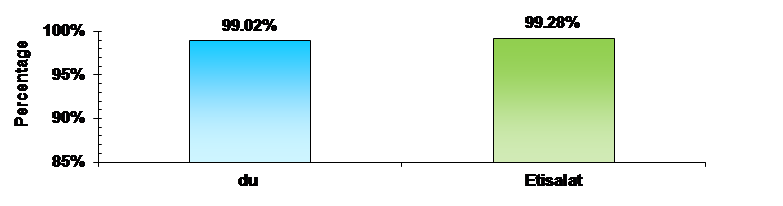 99.02%
99.28%
100%
95%
90%
85%
Percentage
du
Etisalat